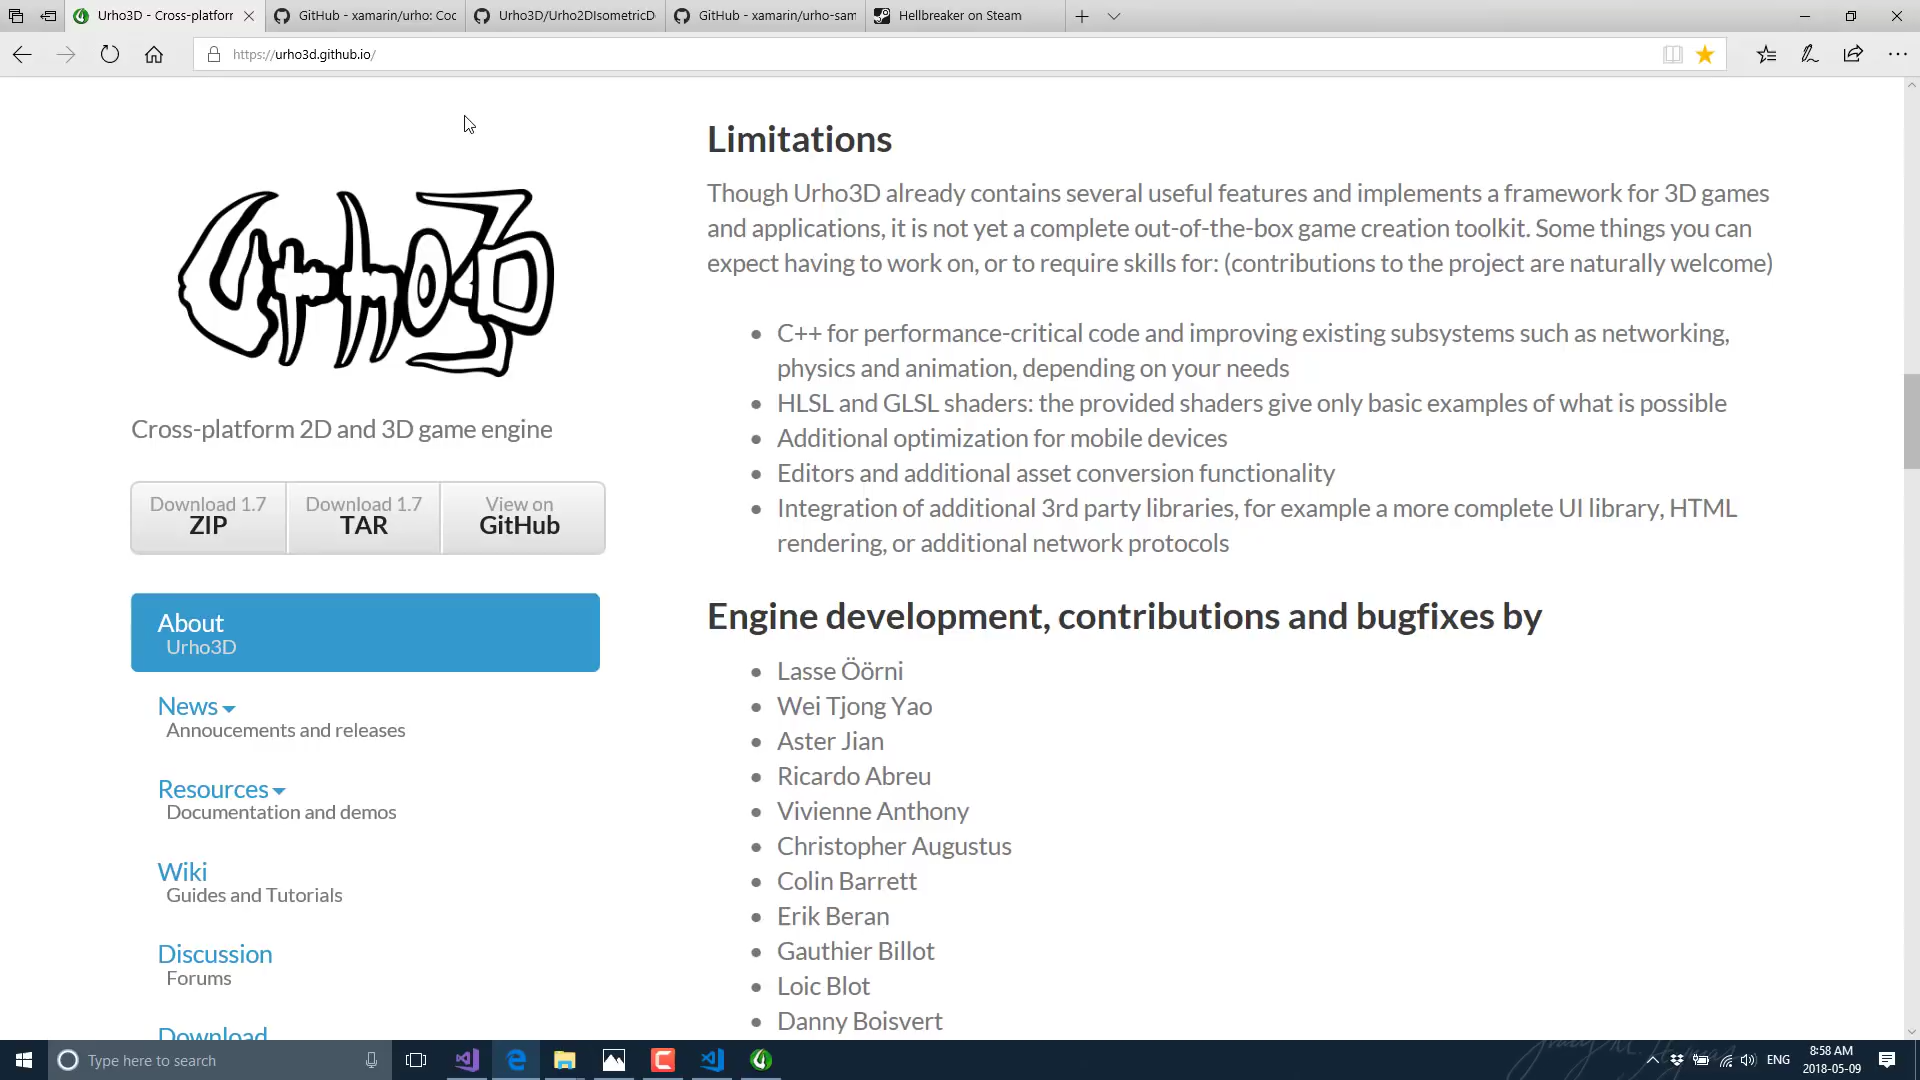 Urho3D - Cross-platform
GitHub - xamarin/urho: Coc
Urho3D/Urho2DIsometricD
GitHub - xamarin/urho-sam
Hellbreaker on Steam
https://urho3d.github.io/
Urho3D
Cross-platform 2D and 3D game engine
Download 1.7
ZIP
Download 1.7
TAR
View on
GitHub
About
Urho3D
News
Annoucements and releases
Resources
Documentation and demos
Wiki
Guides and Tutorials
Discussion
Forums
Download
Limitations
Though Urho3D already contains several useful features and implements a framework for 3D games
and applications, it is not yet a complete out-of-the-box game creation toolkit. Some things you can
expect having to work on, or to require skills for: (contributions to the project are naturally welcome)
• C++ for performance-critical code and improving existing subsystems such as networking,
physics and animation, depending on your needs
• HLSL and GLSL shaders: the provided shaders give only basic examples of what is possible
• Additional optimization for mobile devices
• Editors and additional asset conversion functionality
• Integration of additional 3rd party libraries, for example a more complete UI library, HTML
rendering, or additional network protocols
Engine development, contributions and bugfixes by
• Lasse Öörni
• Wei Tjong Yao
• Aster Jian
• Ricardo Abreu
• Vivienne Anthony
• Christopher Augustus
• Colin Barrett
• Erik Beran
• Gauthier Billot
• Loic Blot
• Danny Boisvert
Type here to search
ENG
8:58 AM
2018-05-09